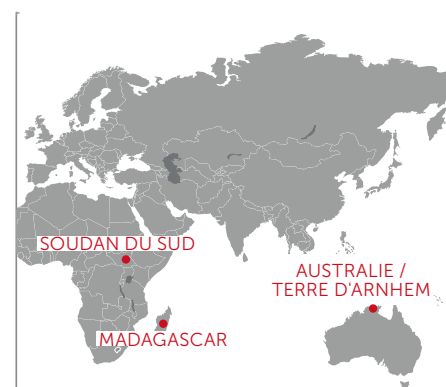 SOUDAN DU SUD
AUSTRALIE /
TERRE D'ARNHEM
MADAGASCAR